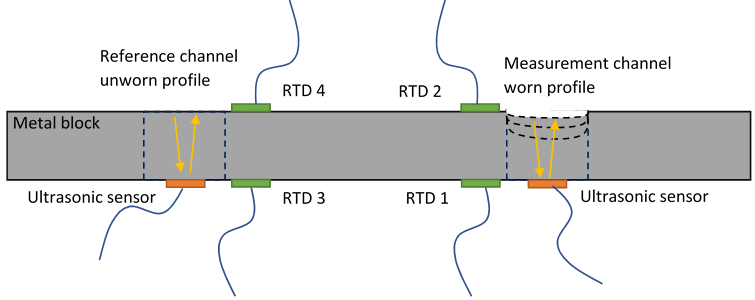 Reference channel
unworn profile
RTD 4
RTD 2
Measurement channel
worn profile
Metal block
Ultrasonic sensor
RTD 3
RTD 1
Ultrasonic sensor